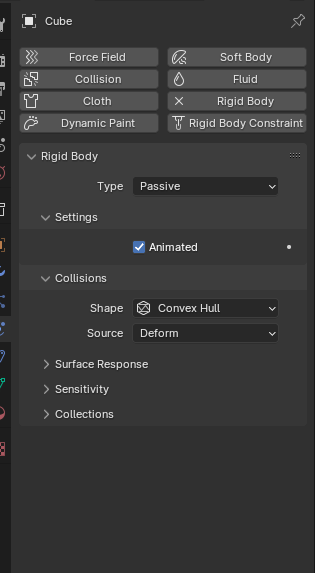 Cube
Force Field
Soft Body
Collision
Fluid
Cloth
Rigid Body
Dynamic Paint
Rigid Body Constraint
Rigid Body
Type Passive
Settings
Animated
Collisions
Shape Convex Hull
Source Deform
Surface Response
Sensitivity
Collections